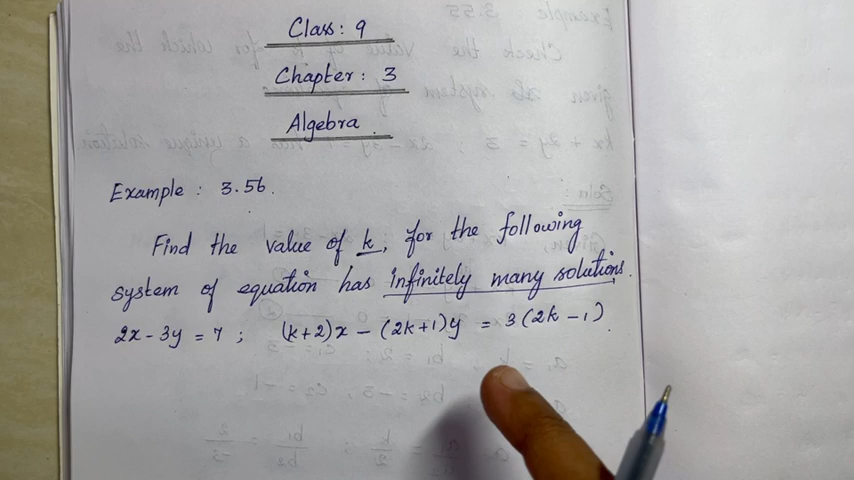 Class: 9
Chapter: 3
Algebra
Example: 3.56.
Find the value of k, for the following
system of equation has infinitely many solutions.
2x - 3y = 7; (k+2)x - (2k+1)y = 3(2k-1)